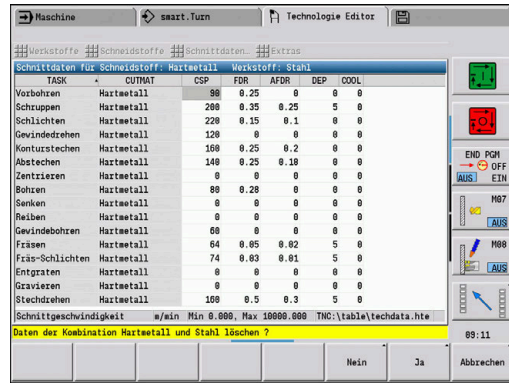 Maschine smart.Turn Technologie Editor
Werkstoffe Schneidstoffe Schnittdaten… Extras
Schnittdaten für Schneidstoff: Hartmetall Werkstoff: Stahl
TASK CUTMAT CSP FDR AFDR DEP COOL
Vorbohren Hartmetall 90 0.25 0 0 0
Schruppen Hartmetall 200 0.35 0.25 5 0
Schlichten Hartmetall 220 0.15 0.1 0 0
Gewindedrehen Hartmetall 120 0 0 0 0
Konturstechen Hartmetall 160 0.25 0.2 0 0
Abstechen Hartmetall 140 0.25 0.18 0 0
Zentrieren Hartmetall 0 0 0 0 0
Bohren Hartmetall 80 0.28 0 0 0
Senken Hartmetall 0 0 0 0 0
Reiben Hartmetall 0 0 0 0 0
Gewindebohren Hartmetall 60 0 0 0 0
Fräsen Hartmetall 64 0.05 0.02 5 0
Fräs-Schlichten Hartmetall 74 0.03 0.01 5 0
Entgraten Hartmetall 0 0 0 0 0
Gravieren Hartmetall 0 0 0 0 0
Stechdrehen Hartmetall 160 0.5 0.3 5 0
Schnittgeschwindigkeit m/min Min 0.000, Max 10000.000 TNC:\table\techdata.hte
Daten der Kombination Hartmetall und Stahl löschen ?
END PGM
OFF
AUS EIN
M07
AUS
M08
AUS
09:11
Nein Ja Abbrechen